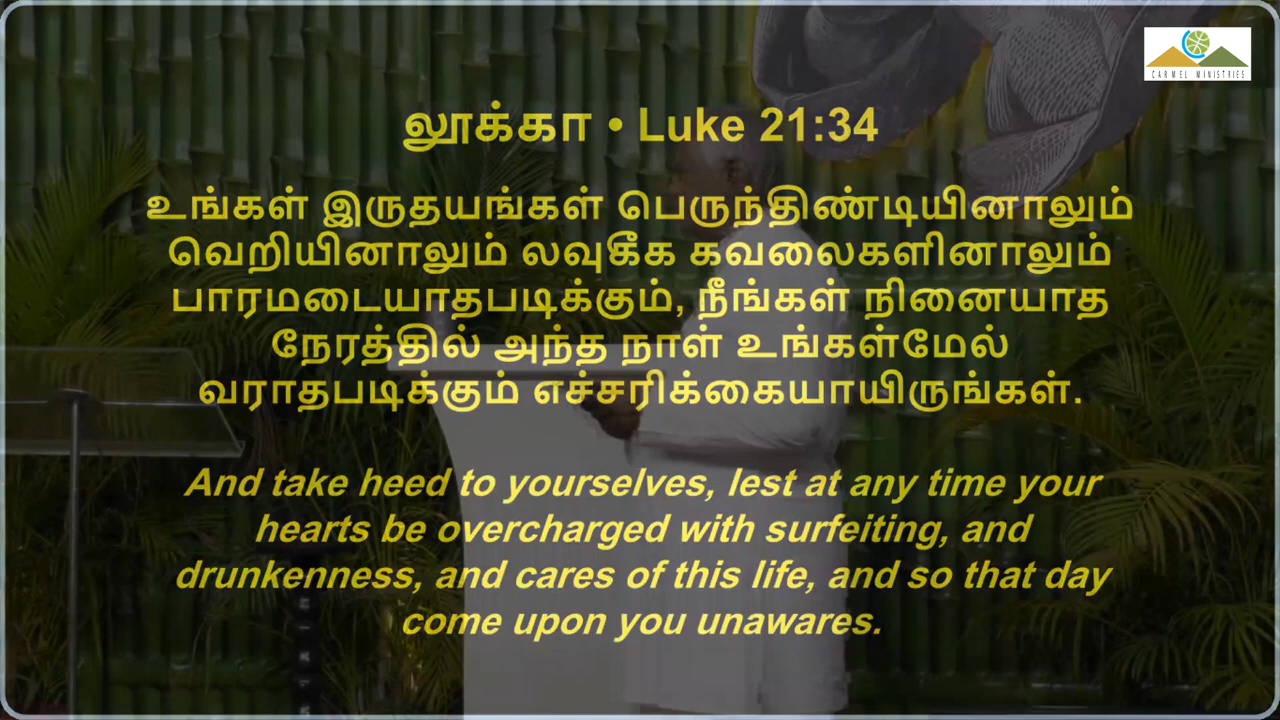 CARMEL MINISTRIES
லூக்கா • Luke 21:34
உங்கள் இருதயங்கள் பெருந்திண்டியினாலும்
வெறியினாலும் லவுகீக கவலைகளினாலும்
பாரமடையாதபடிக்கும், நீங்கள் நினையாத
நேரத்தில் அந்த நாள் உங்கள்மேல்
வராதபடிக்கும் எச்சரிக்கையாயிருங்கள்.
And take heed to yourselves, lest at any time your
hearts be overcharged with surfeiting, and
drunkenness, and cares of this life, and so that day
come upon you unawares.